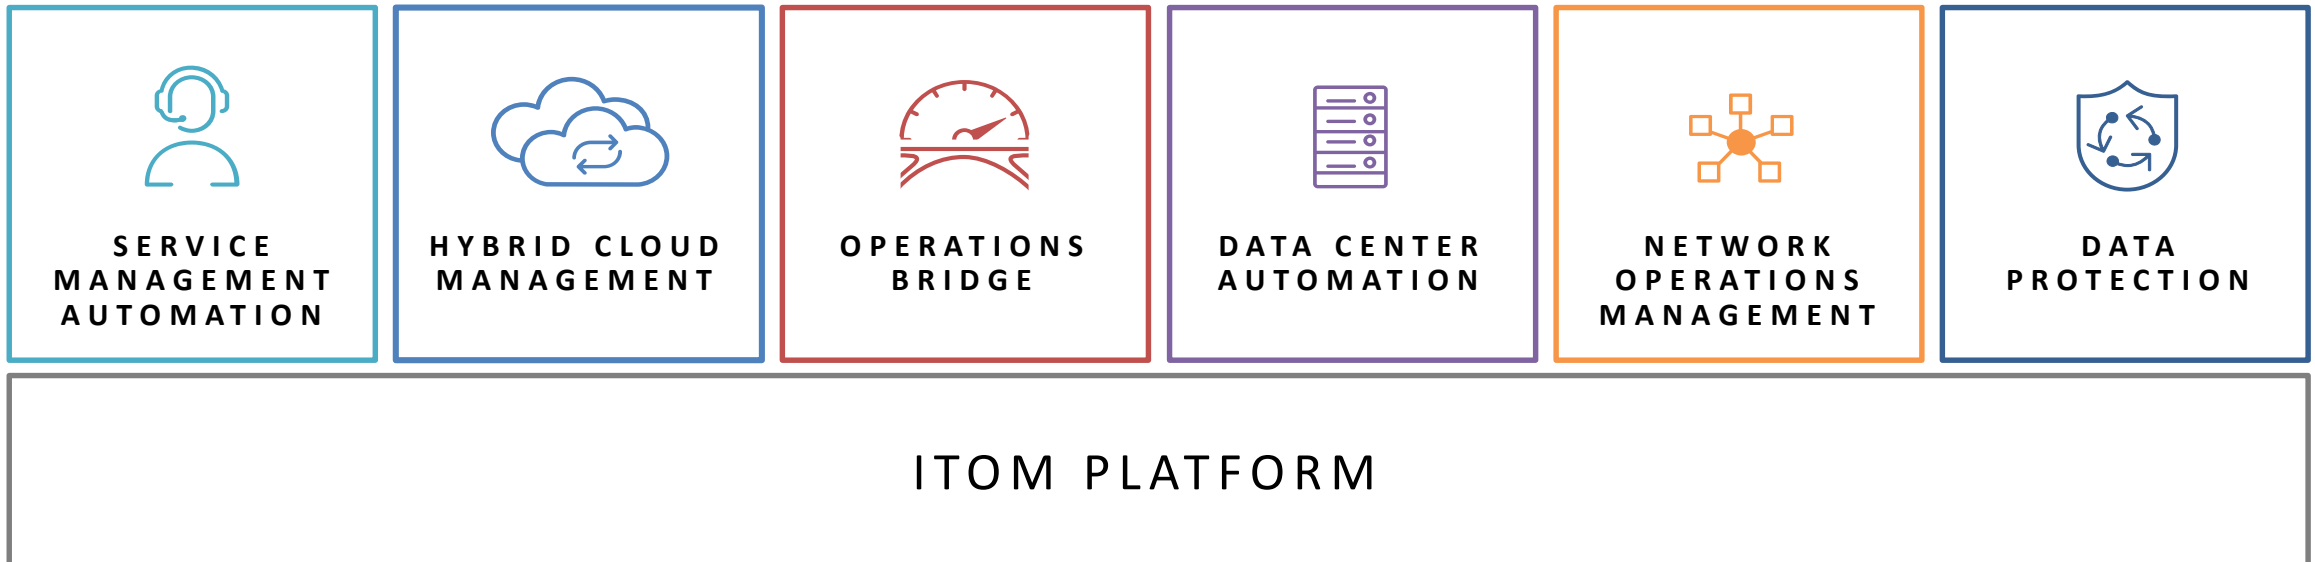 SERVICE
MANAGEMENT
AUTOMATION
HYBRID CLOUD
MANAGEMENT
OPERATIONS
BRIDGE
DATA CENTER
AUTOMATION
NETWORK
OPERATIONS
MANAGEMENT
DATA
PROTECTION
ITOM PLATFORM